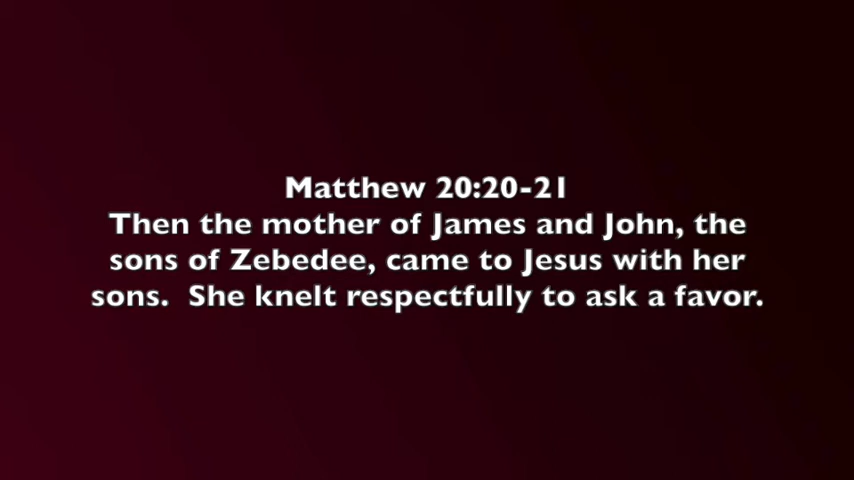 Matthew 20:20-21
Then the mother of James and John, the
sons of Zebedee, came to Jesus with her
sons.  She knelt respectfully to ask a favor.